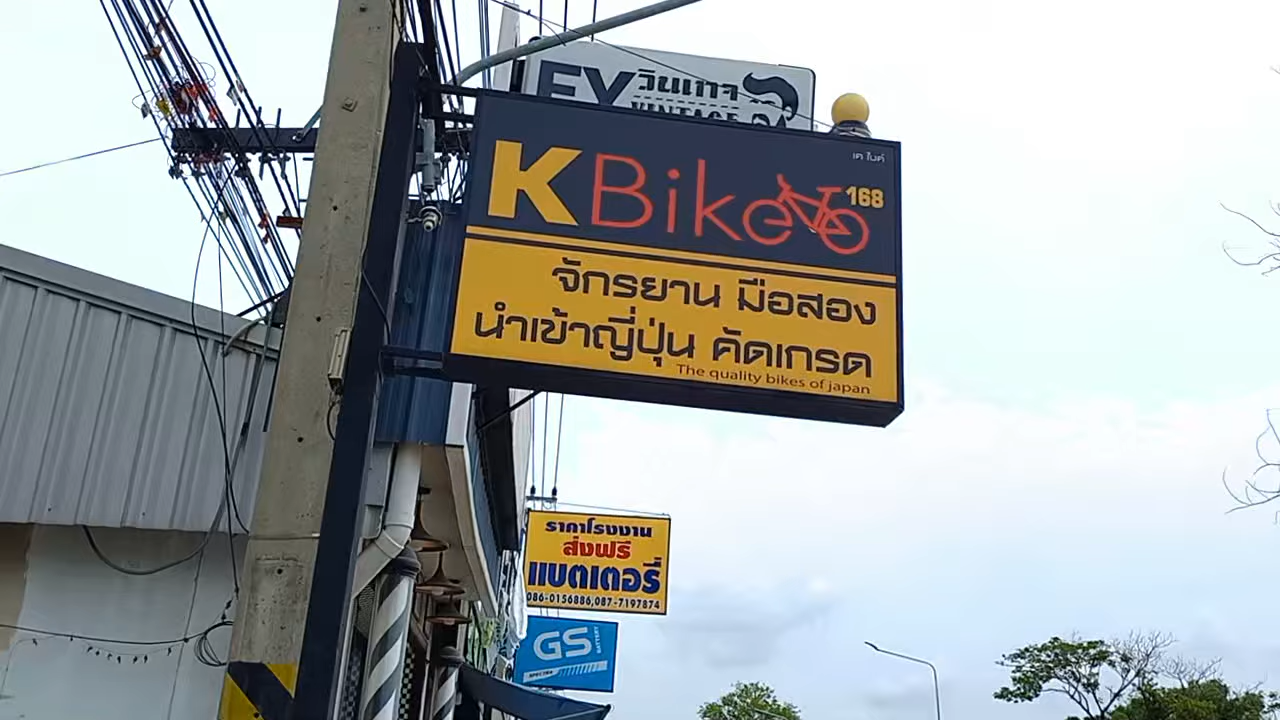 วินเทจ
VINTAGE
เค ไบค์
K Bike 168
จักรยาน มือสอง
นำเข้าญี่ปุ่น คัดเกรด
The quality bikes of japan
ราคาโรงงาน
ส่งฟรี
แบตเตอรี่
086-0156886,087-7197874
GS
BATTERY
SPECTRA